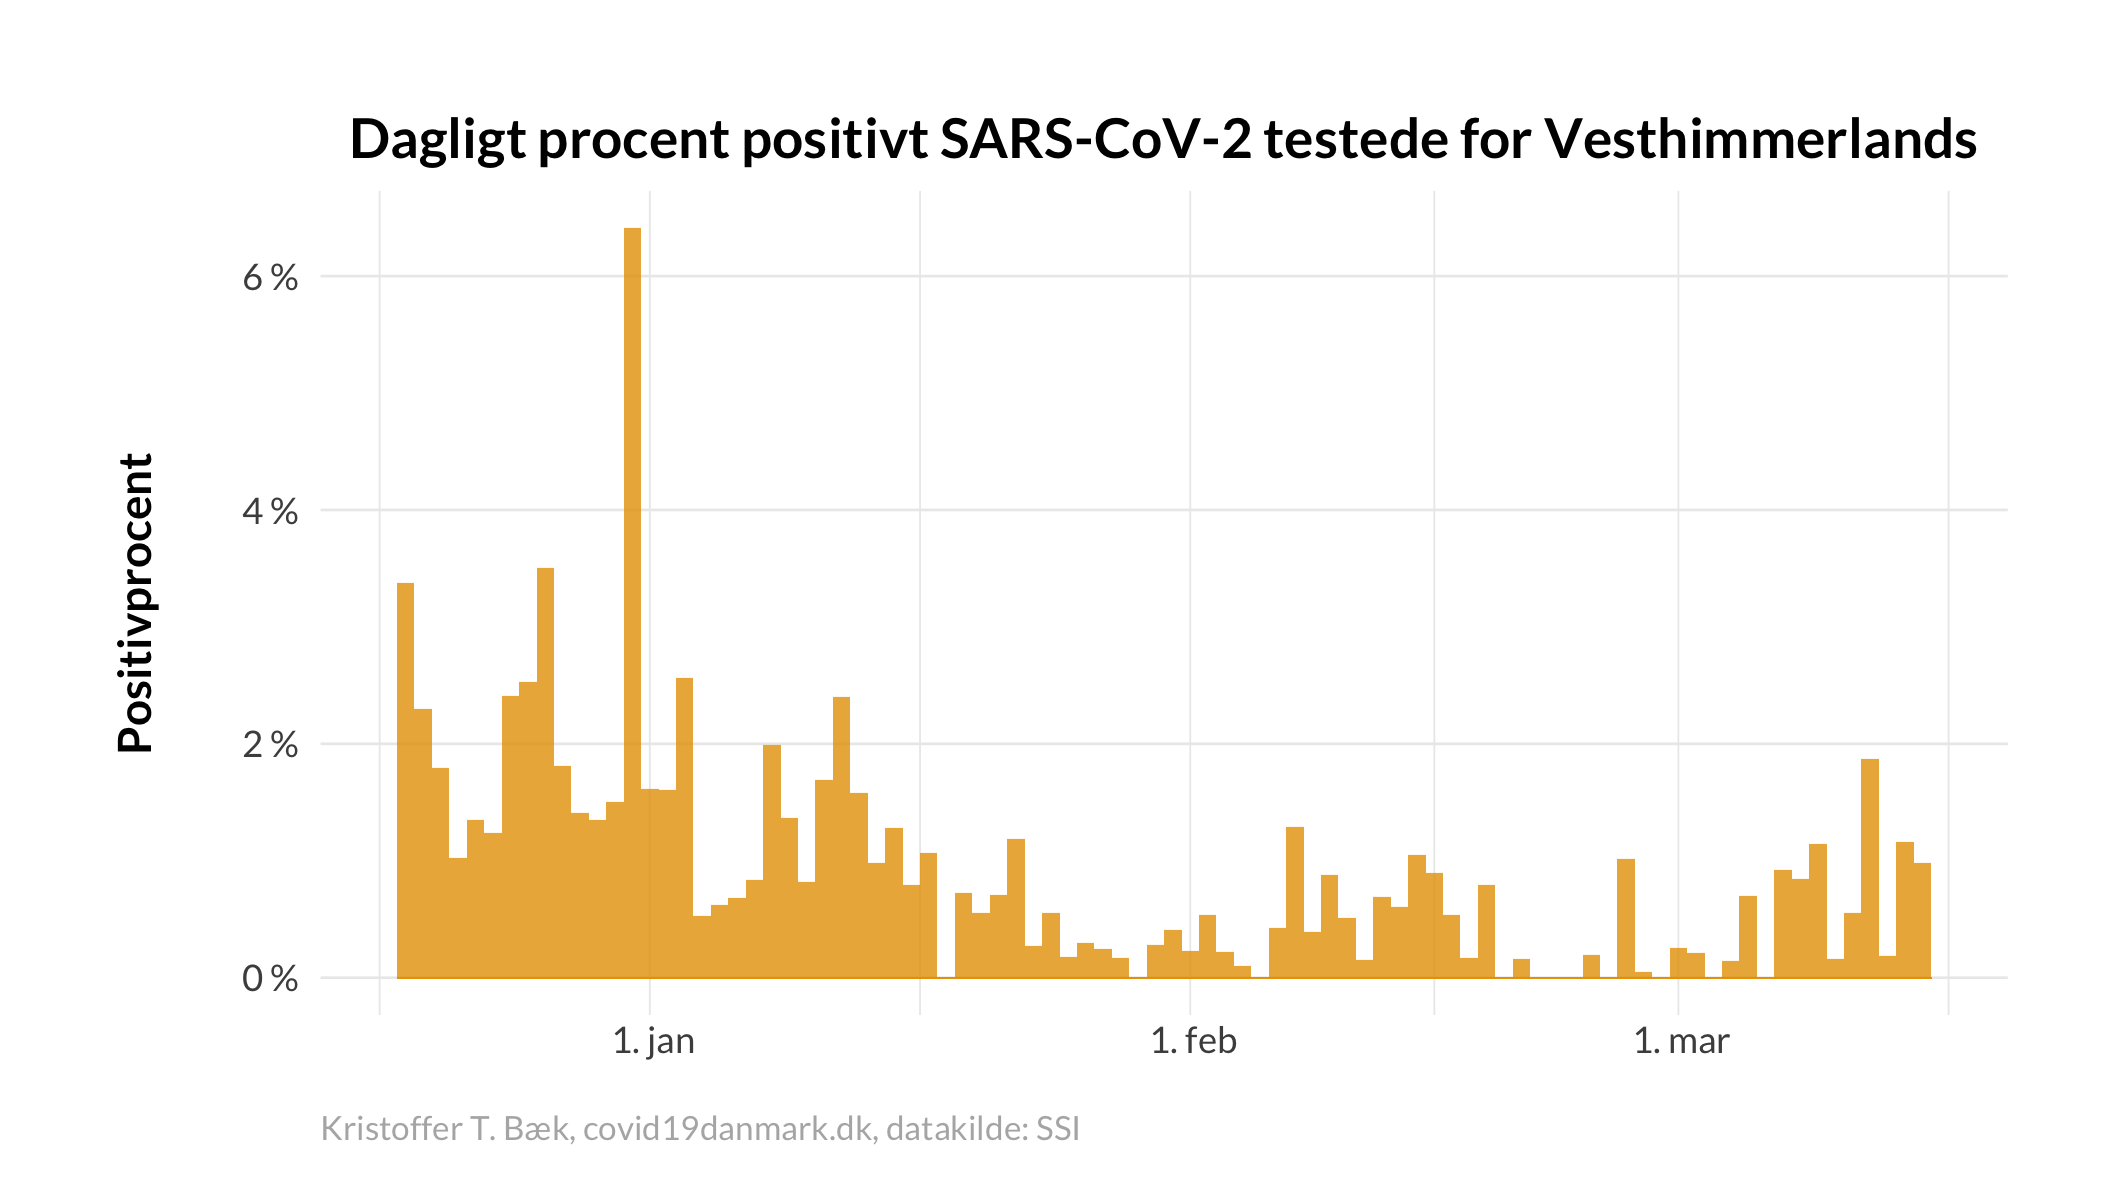 Dagligt procent positivt SARS-CoV-2 testede for Vesthimmerlands
Positivprocent
6 %
4 %
2 %
0 %
1. jan
1. feb
1. mar
Kristoffer T. Bæk, covid19danmark.dk, datakilde: SSI